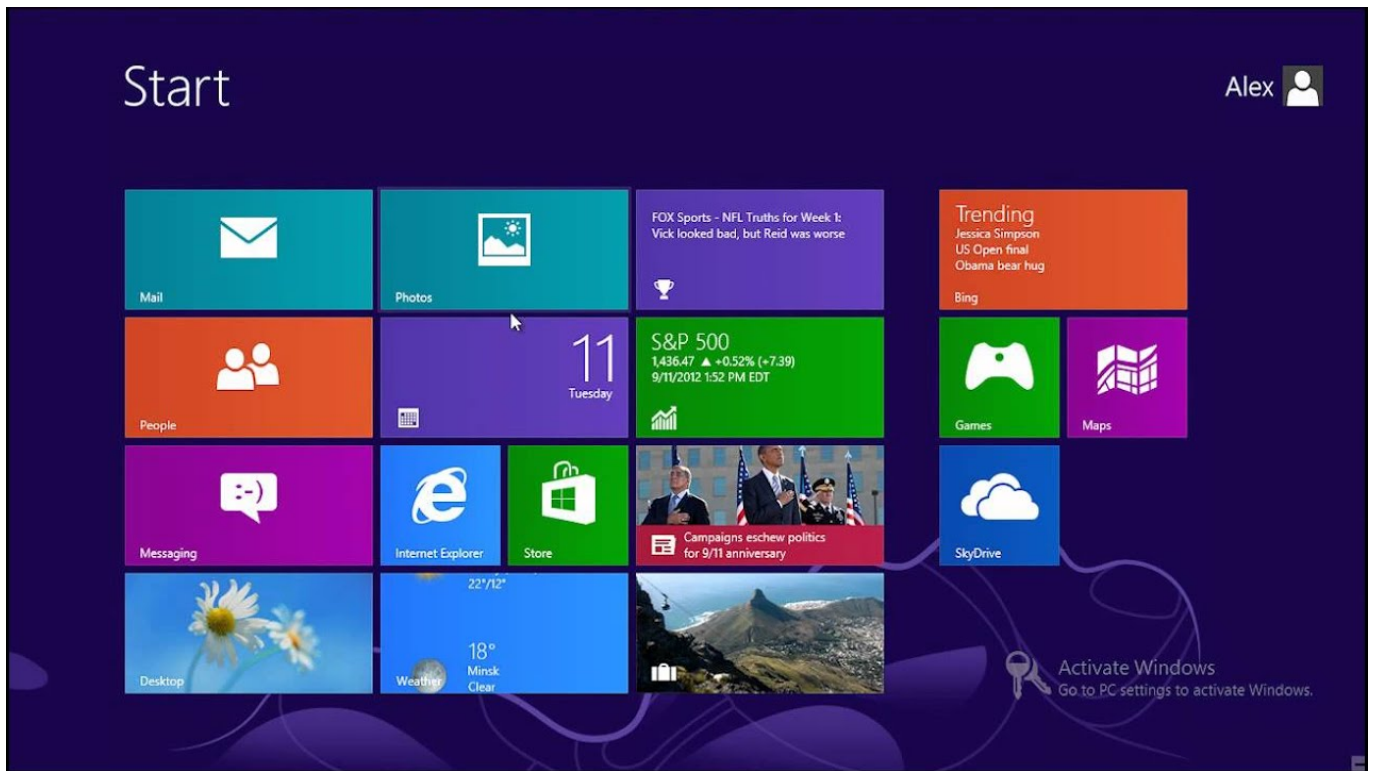 Start
Alex
Mail
Photos
FOX Sports - NFL Truths for Week 1:
Vick looked bad, but Reid was worse
Trending
Jessica Simpson
US Open final
Obama bear hug
Bing
People
11
Tuesday
S&P 500
1,436.47 ▲ +0.52% (+7.39)
9/11/2012 1:52 PM EDT
Games
Maps
Messaging
:-)
Internet Explorer
Store
Campaigns eschew politics
for 9/11 anniversary
SkyDrive
Desktop
22°/12°
18°
Minsk
Clear
Weather
Activate Windows
Go to PC settings to activate Windows.